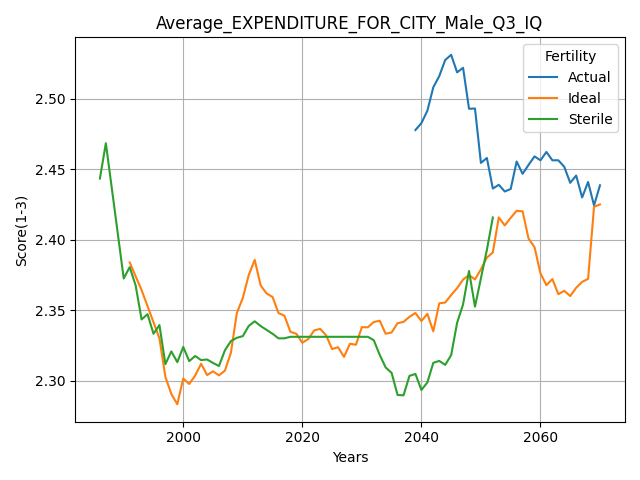 Average_EXPENDITURE_FOR_CITY_Male_Q3_IQ
Fertility
Actual
Ideal
Sterile
Score(1-3)
2.50
2.45
2.40
2.35
2.30
2000
2020
2040
2060
Years